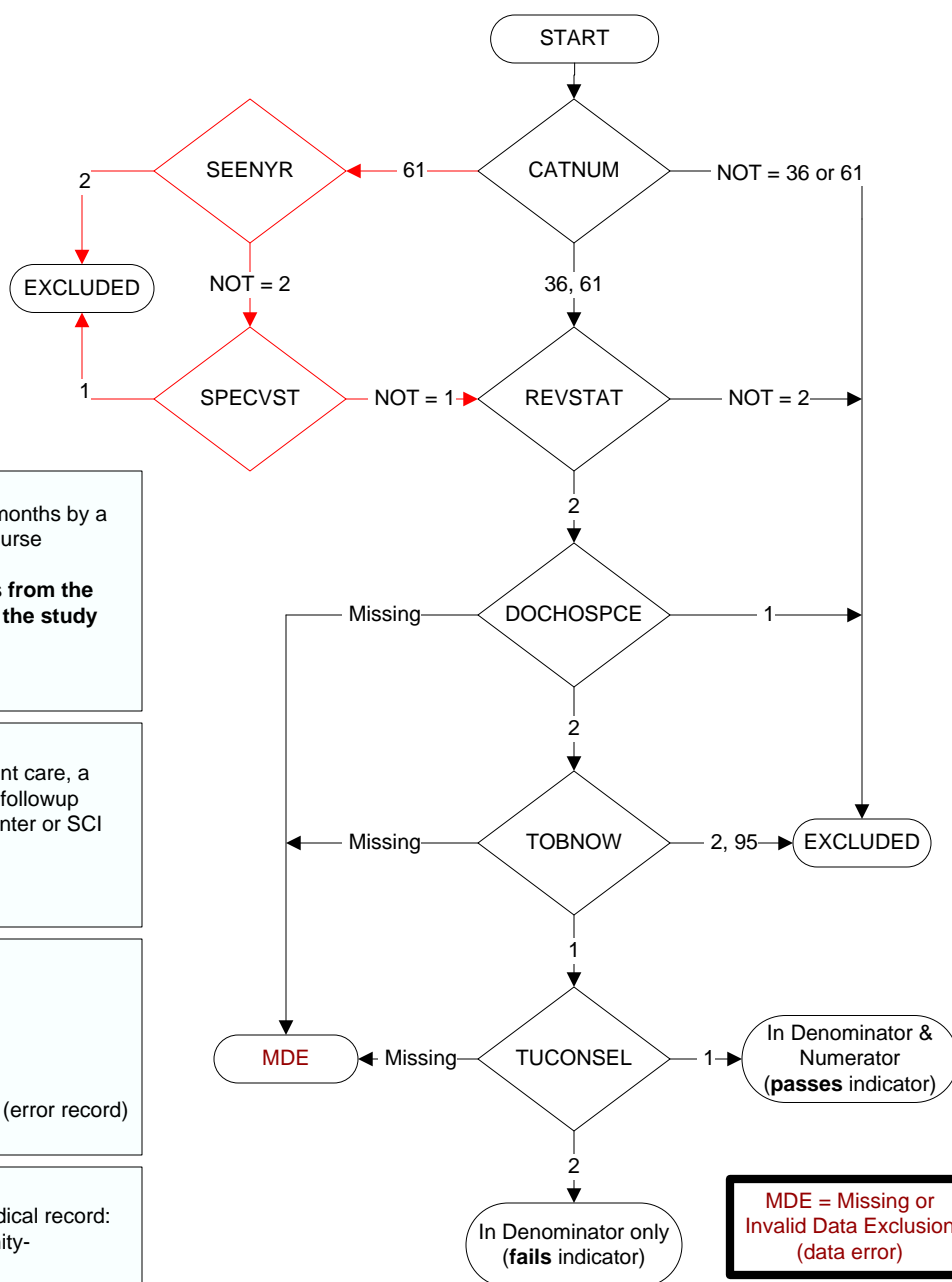 START
SEENYR
61
CATNUM
NOT = 36 or 61
2
EXCLUDED
NOT = 2
36, 61
1
SPECVST
NOT = 1
REVSTAT
NOT = 2
2
months by a
urse
s from the
the study
Missing
DOCHOSPCE
1
2
nt care, a
followup
nter or SCI
Missing
TOBNOW
2, 95
EXCLUDED
1
MDE
Missing
TUCONSEL
1
In Denominator &
Numerator
(passes indicator)
(error record)
2
dical record:
nity-
In Denominator only
(fails indicator)
MDE = Missing or
Invalid Data Exclusion
(data error)